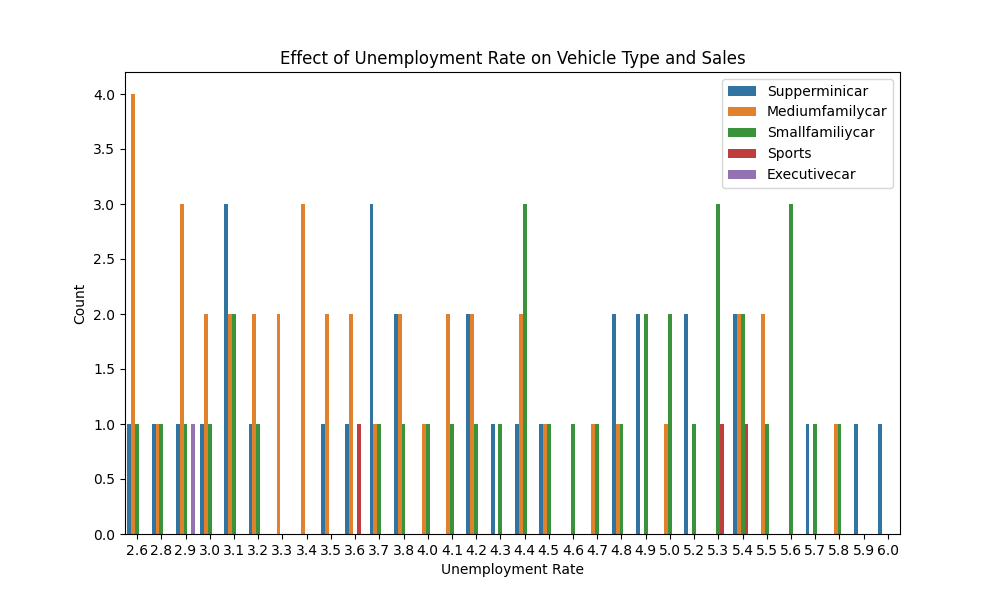 Effect of Unemployment Rate on Vehicle Type and Sales
Supperminicar
Mediumfamilycar
Smallfamiliycar
Sports
Executivecar
4.0
3.5
3.0
2.5
2.0
1.5
1.0
0.5
0.0
Count
2.6 2.8 2.9 3.0 3.1 3.2 3.3 3.4 3.5 3.6 3.7 3.8 4.0 4.1 4.2 4.3 4.4 4.5 4.6 4.7 4.8 4.9 5.0 5.2 5.3 5.4 5.5 5.6 5.7 5.8 5.9 6.0
Unemployment Rate